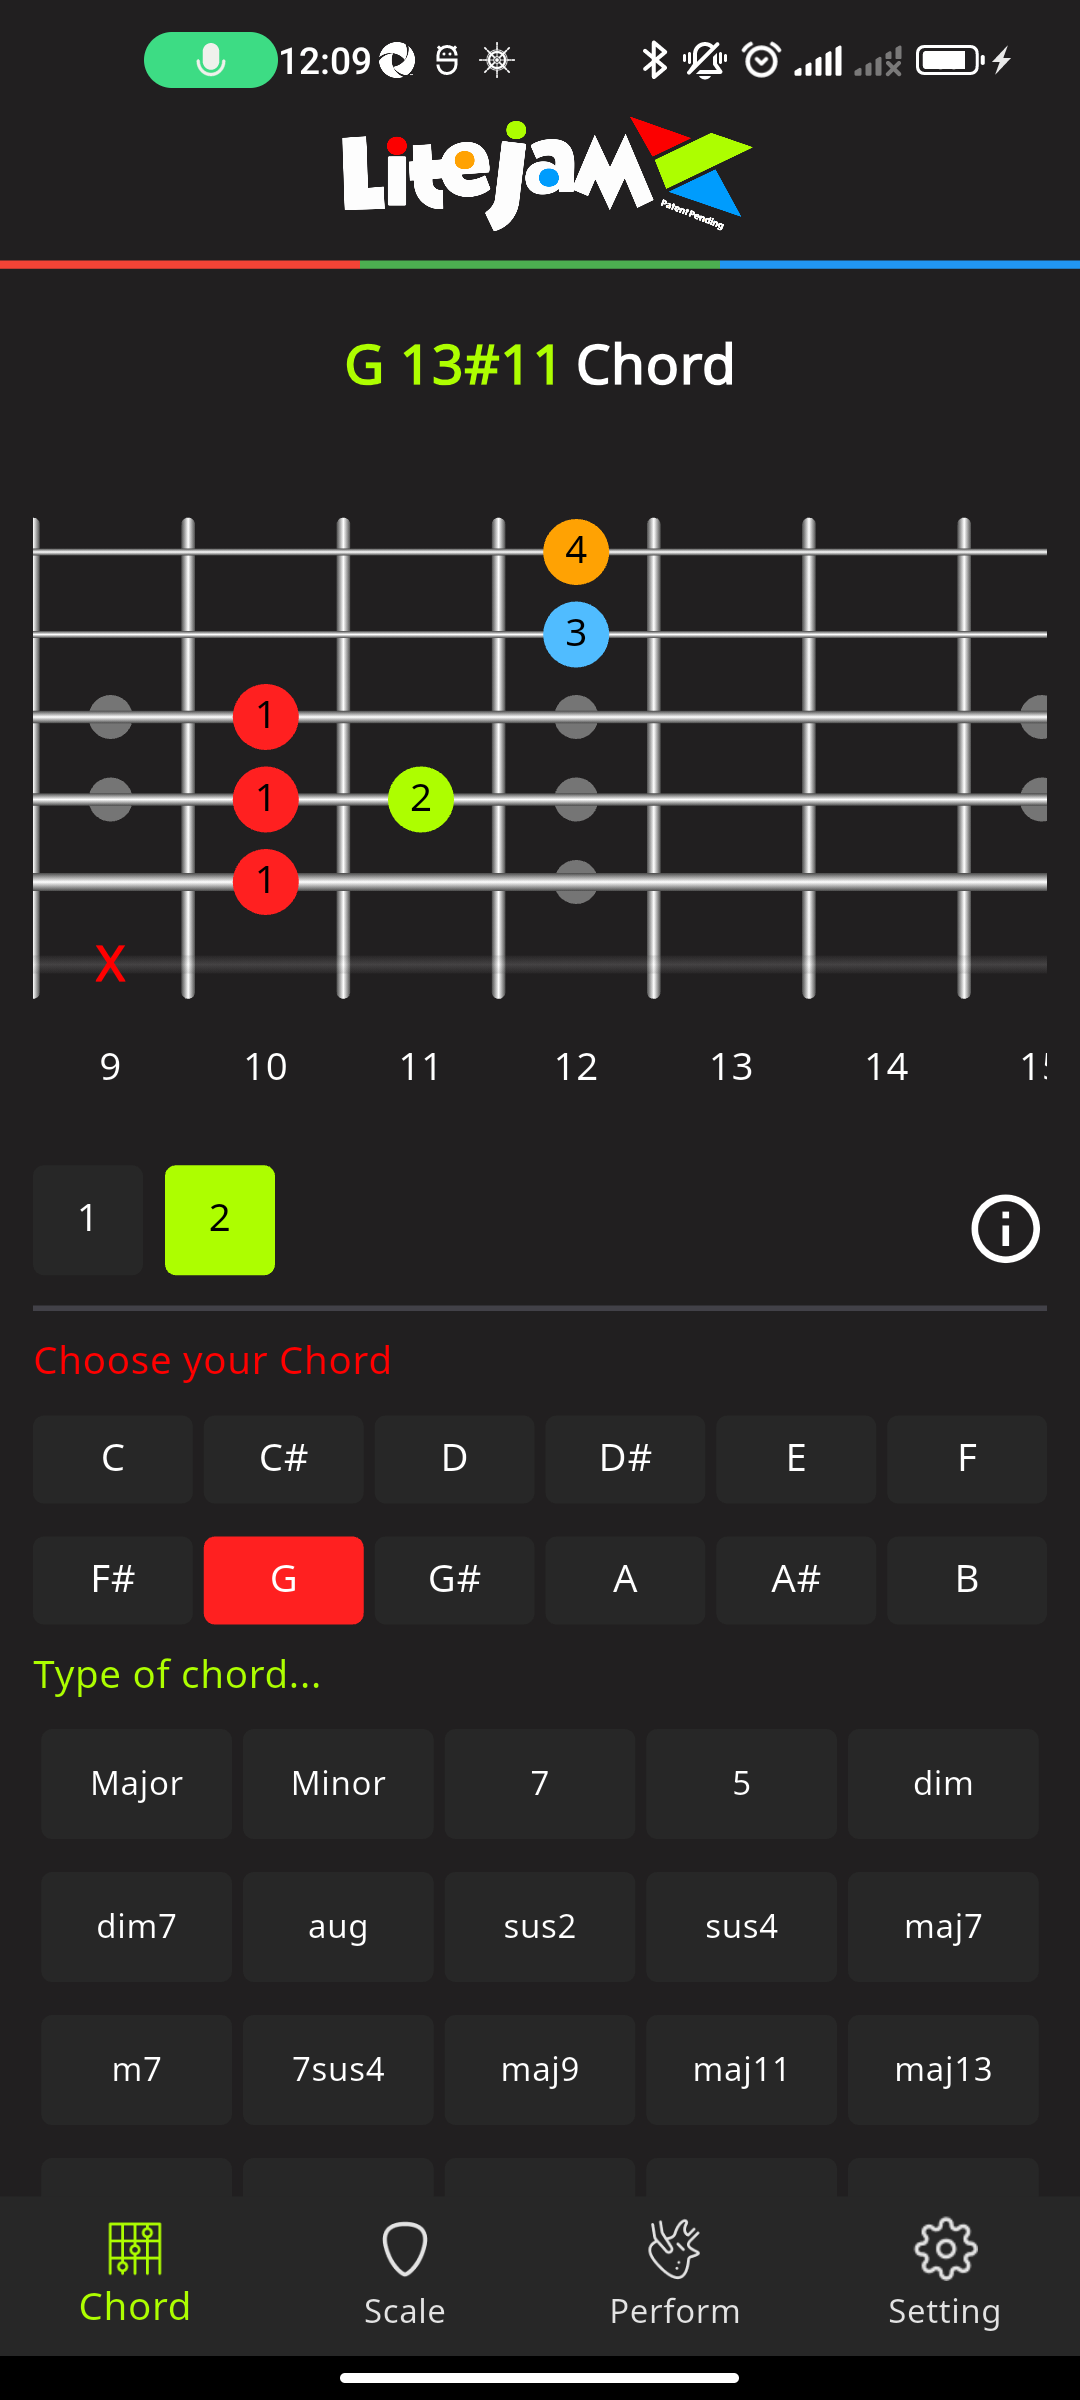 12:09
LiteJam
Patent Pending
G 13#11 Chord
4
3
1
1 2
1
X
9 10 11 12 13 14 15
1 2
Choose your Chord
C C# D D# E F
F# G G# A A# B
Type of chord...
Major Minor 7 5 dim
dim7 aug sus2 sus4 maj7
m7 7sus4 maj9 maj11 maj13
Chord Scale Perform Setting